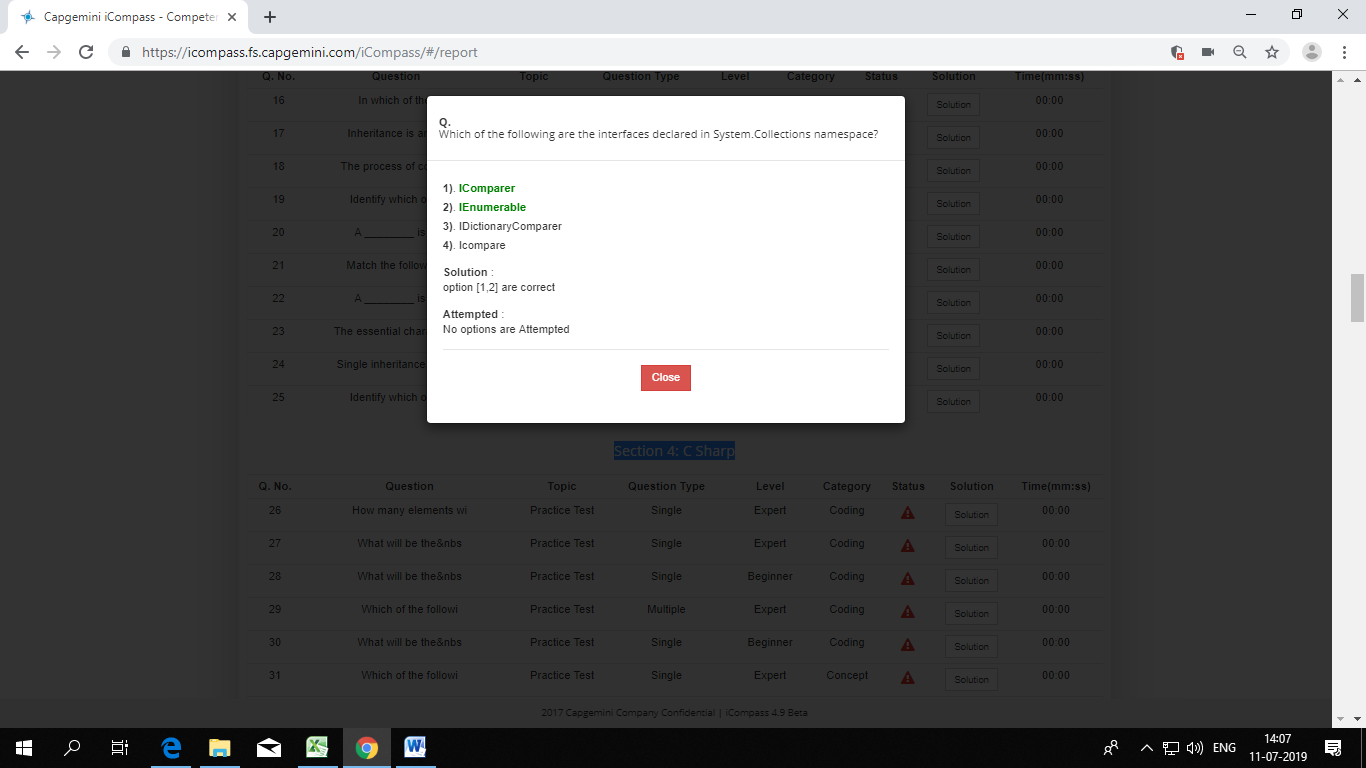 Capgemini iCompass - Competer
https://icompass.fs.capgemini.com/iCompass/#/report
Q. No. Question Topic Question Type Level Category Status Solution Time(mm:ss)
16 In which of th Solution 00:00
17 Inheritance is a Solution 00:00
18 The process of c Solution 00:00
19 Identify which Solution 00:00
20 A ________ is Solution 00:00
21 Match the follow Solution 00:00
22 A ________ is Solution 00:00
23 The essential char Solution 00:00
24 Single inheritance Solution 00:00
25 Identify which Solution 00:00
Q.
Which of the following are the interfaces declared in System.Collections namespace?
1). IComparer
2). IEnumerable
3). IDictionaryComparer
4). Icompare
Solution :
option [1,2] are correct
Attempted :
No options are Attempted
Close
Section 4: C Sharp
Q. No. Question Topic Question Type Level Category Status Solution Time(mm:ss)
26 How many elements wi Practice Test Single Expert Coding Solution 00:00
27 What will be the&nbs Practice Test Single Expert Coding Solution 00:00
28 What will be the&nbs Practice Test Single Beginner Coding Solution 00:00
29 Which of the followi Practice Test Multiple Expert Coding Solution 00:00
30 What will be the&nbs Practice Test Single Beginner Coding Solution 00:00
31 Which of the followi Practice Test Single Expert Concept Solution 00:00
2017 Capgemini Company Confidential | iCompass 4.9 Beta
ENG
14:07
11-07-2019